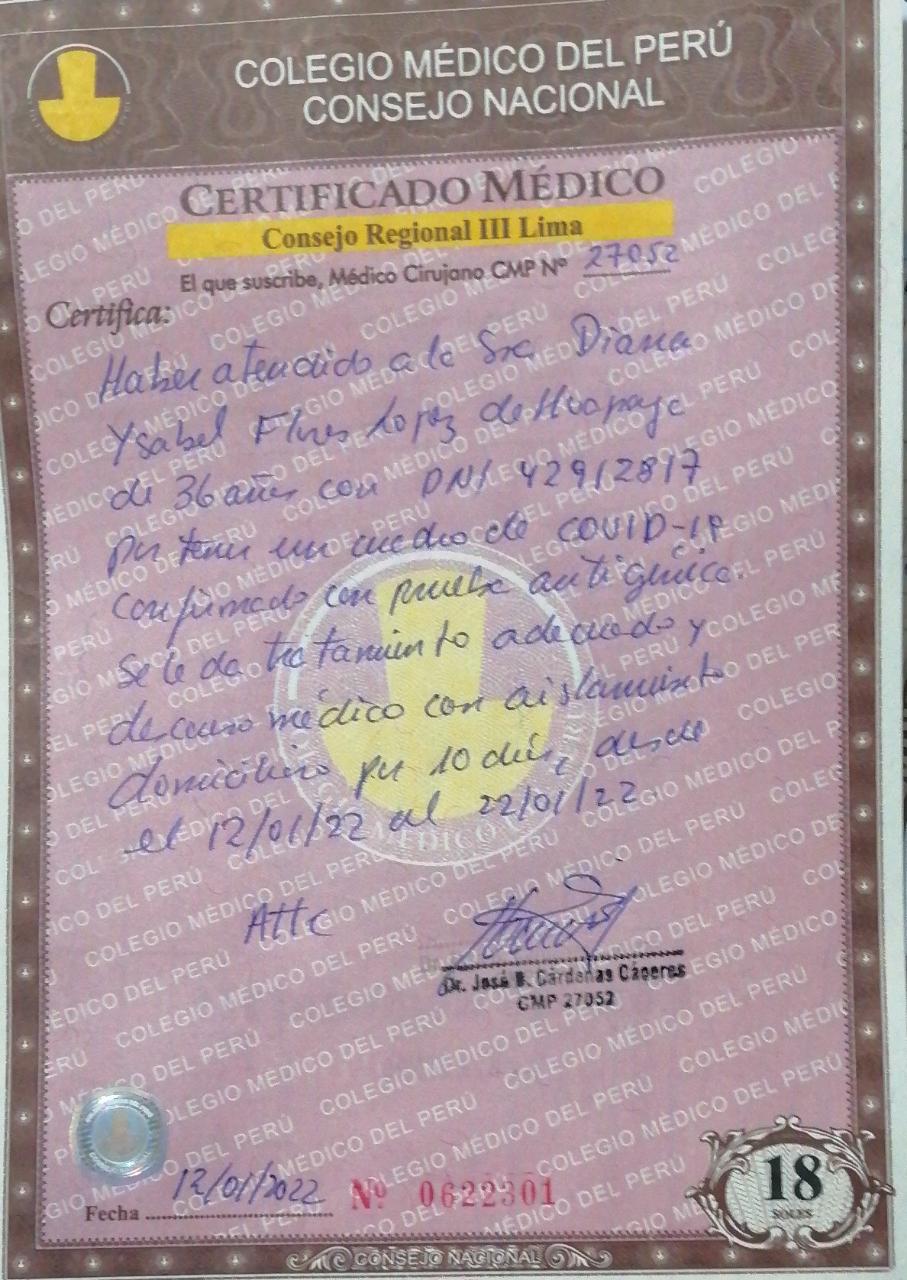 COLEGIO MÉDICO DEL PERÚ
CONSEJO NACIONAL
CERTIFICADO MÉDICO
Consejo Regional III Lima
El que suscribe, Médico Cirujano CMP Nº 27052
Certifica:
Haber atendido a la Sra Diana
Ysabel Flores Lopez de Huapaya
de 36 años con DNI 42912817
por tener un cuadro de COVID-19
confirmado con prueba antigénica.
Se le da tratamiento adecuado y
descanso médico con aislamiento
domiciliario por 10 días, desde
el 12/01/22 al 22/01/22
Atte
Dr. José B. Cárdenas Cáceres
CMP 27052
Fecha 12/01/2022 Nº 0622301
18
SOLES
CONSEJO NACIONAL